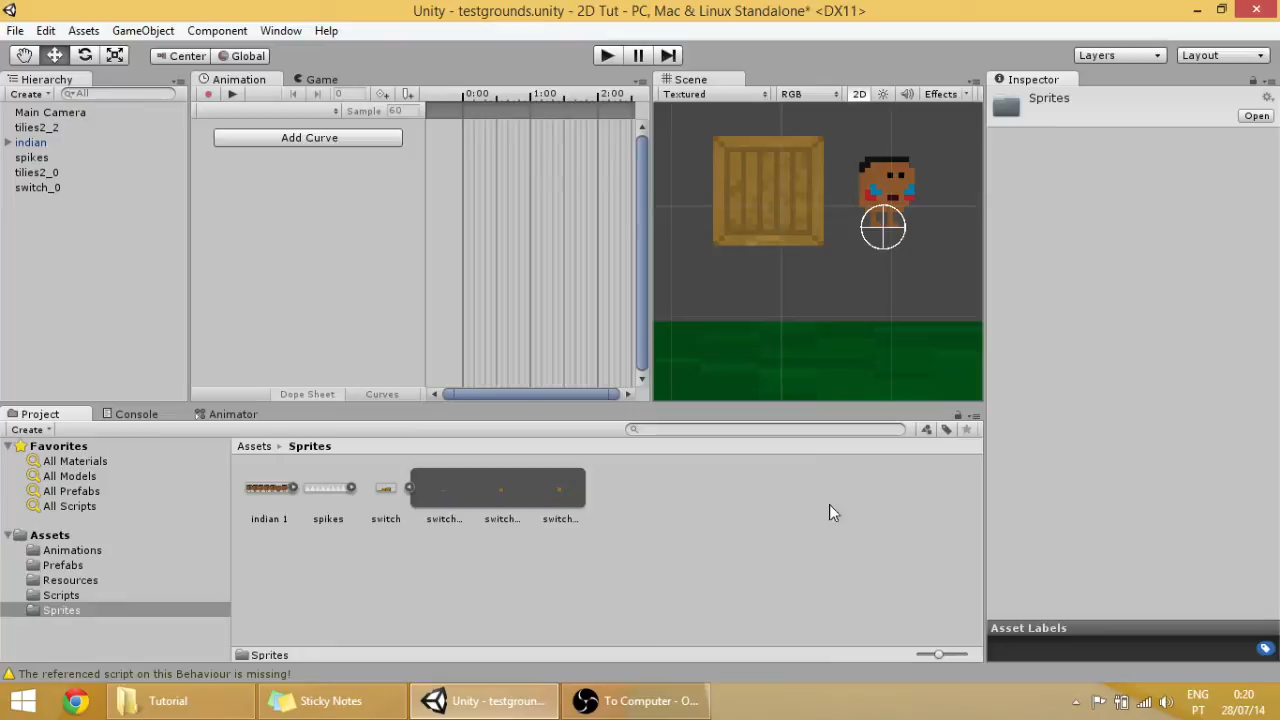 Unity - testgrounds.unity - 2D Tut - PC, Mac & Linux Standalone* <DX11>
File Edit Assets GameObject Component Window Help
Center Global Layers Layout
Hierarchy Animation Game Scene Inspector
Create All 0 0:00 1:00 2:00 Textured RGB 2D Effects Sprites
Sample 60 Open
Main Camera
tilies2_2
indian
spikes
tilies2_0
switch_0
Add Curve
Dope Sheet Curves
Project Console Animator
Create
Favorites
All Materials
All Models
All Prefabs
All Scripts
Assets
Animations
Prefabs
Resources
Scripts
Sprites
Assets Sprites
indian 1 spikes switch switch... switch... switch...
Sprites
Asset Labels
The referenced script on this Behaviour is missing!
Tutorial Sticky Notes Unity - testgroun... To Computer - O...
ENG 0:20
PT 28/07/14